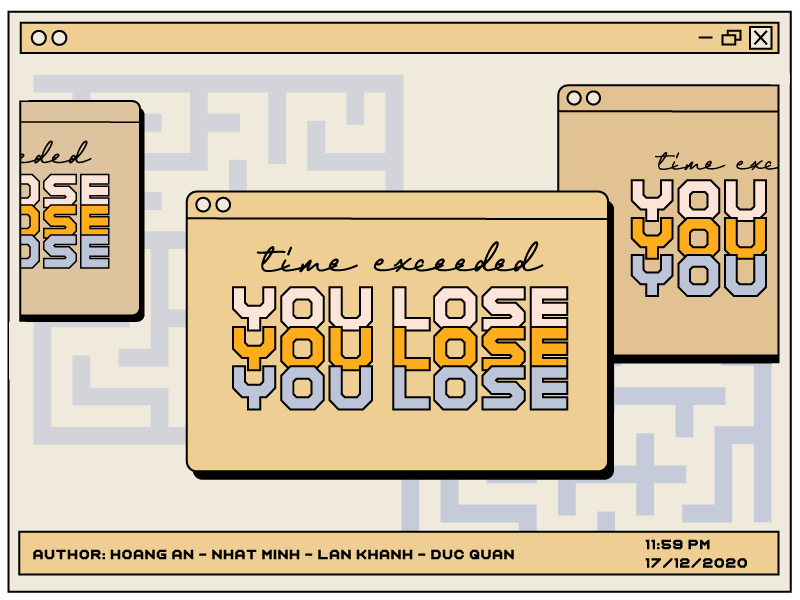 time exceeded
YOU LOSE
YOU LOSE
YOU LOSE
eded
OSE
OSE
OSE
time exe
YOU
YOU
YOU
AUTHOR: HOANG AN - NHAT MINH - LAN KHANH - DUC QUAN
11:59 PM
17/12/2020